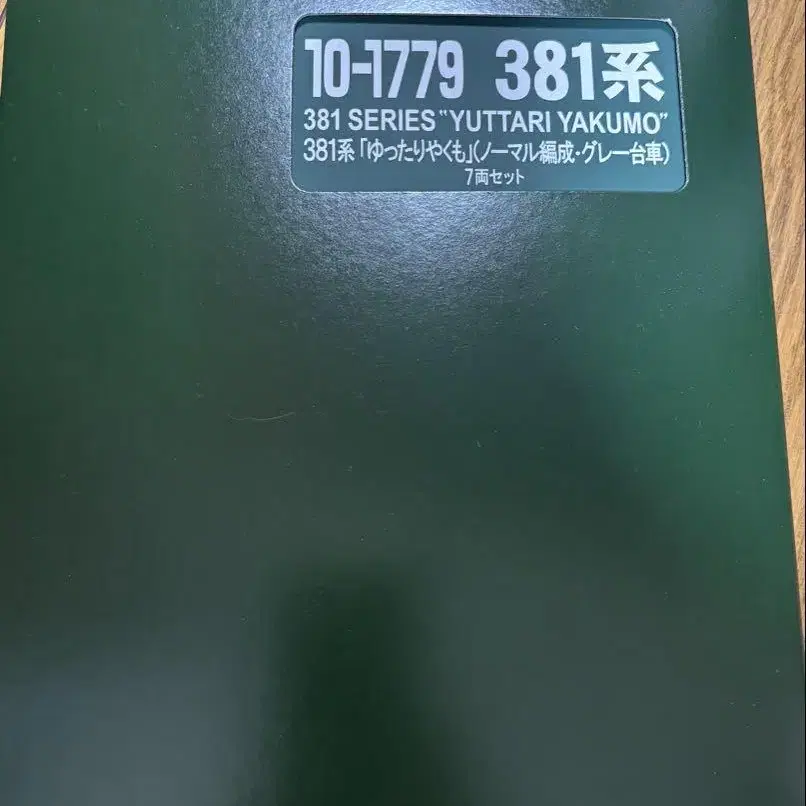 10-1779 381系
381 SERIES "YUTTARI YAKUMO"
381系「ゆったりやくも」(ノーマル編成・グレー台車)
7両セット